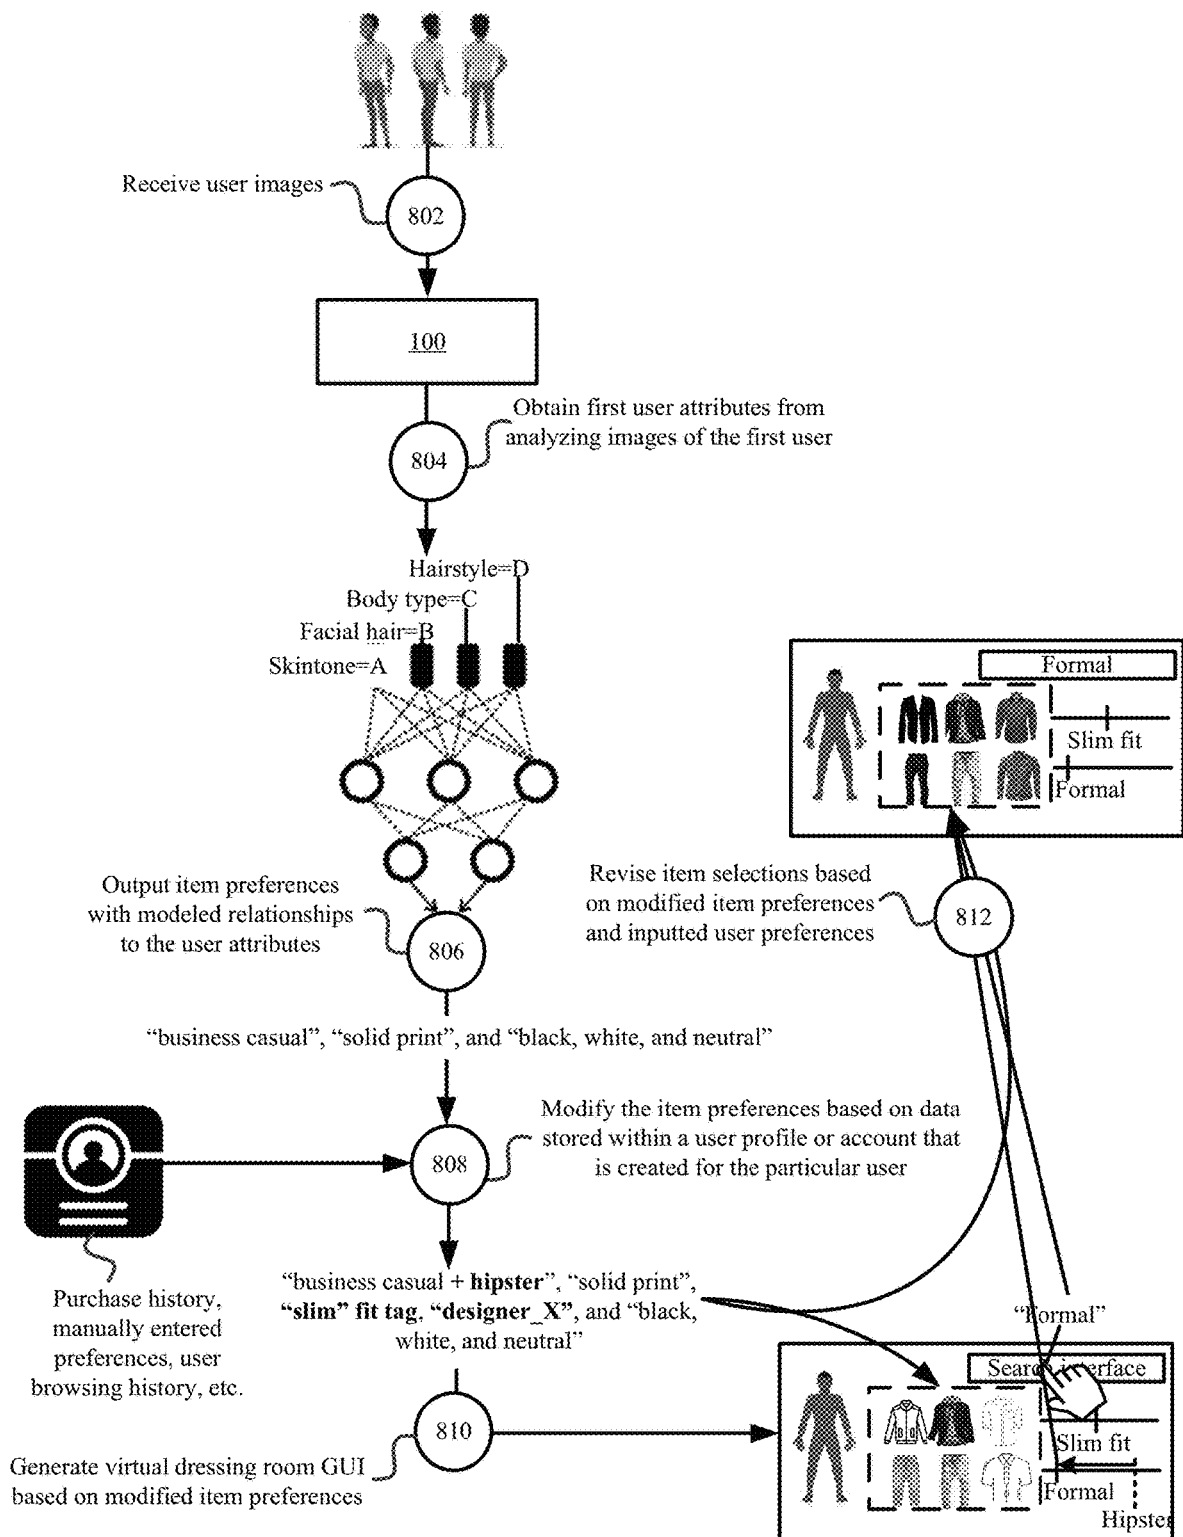 Receive user images
802
100
Obtain first user attributes from
analyzing images of the first user
804
Hairstyle=D
Body type=C
Facial hair=B
Skintone=A
Formal
Slim fit
Formal
Output item preferences
with modeled relationships
to the user attributes
806
Revise item selections based
on modified item preferences
and inputted user preferences
812
“business casual”, “solid print”, and “black, white, and neutral”
Modify the item preferences based on data
stored within a user profile or account that
is created for the particular user
808
Purchase history,
manually entered
preferences, user
browsing history, etc.
“business casual + hipster”, “solid print”,
“slim” fit tag, “designer_X”, and “black,
white, and neutral”
“Formal”
Search interface
Slim fit
Formal
Hipster
810
Generate virtual dressing room GUI
based on modified item preferences